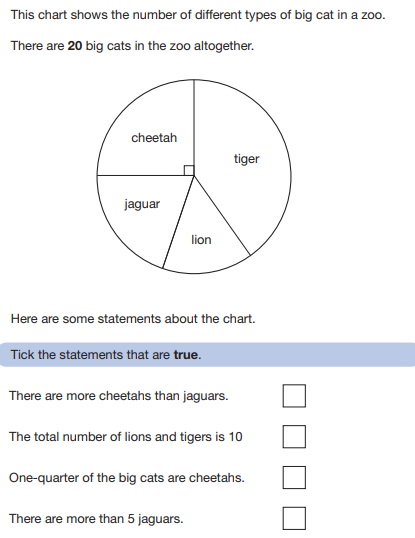 This chart shows the number of different types of big cat in a zoo.
There are 20 big cats in the zoo altogether.
cheetah
tiger
jaguar
lion
Here are some statements about the chart.
Tick the statements that are true.
There are more cheetahs than jaguars.
The total number of lions and tigers is 10
One-quarter of the big cats are cheetahs.
There are more than 5 jaguars.